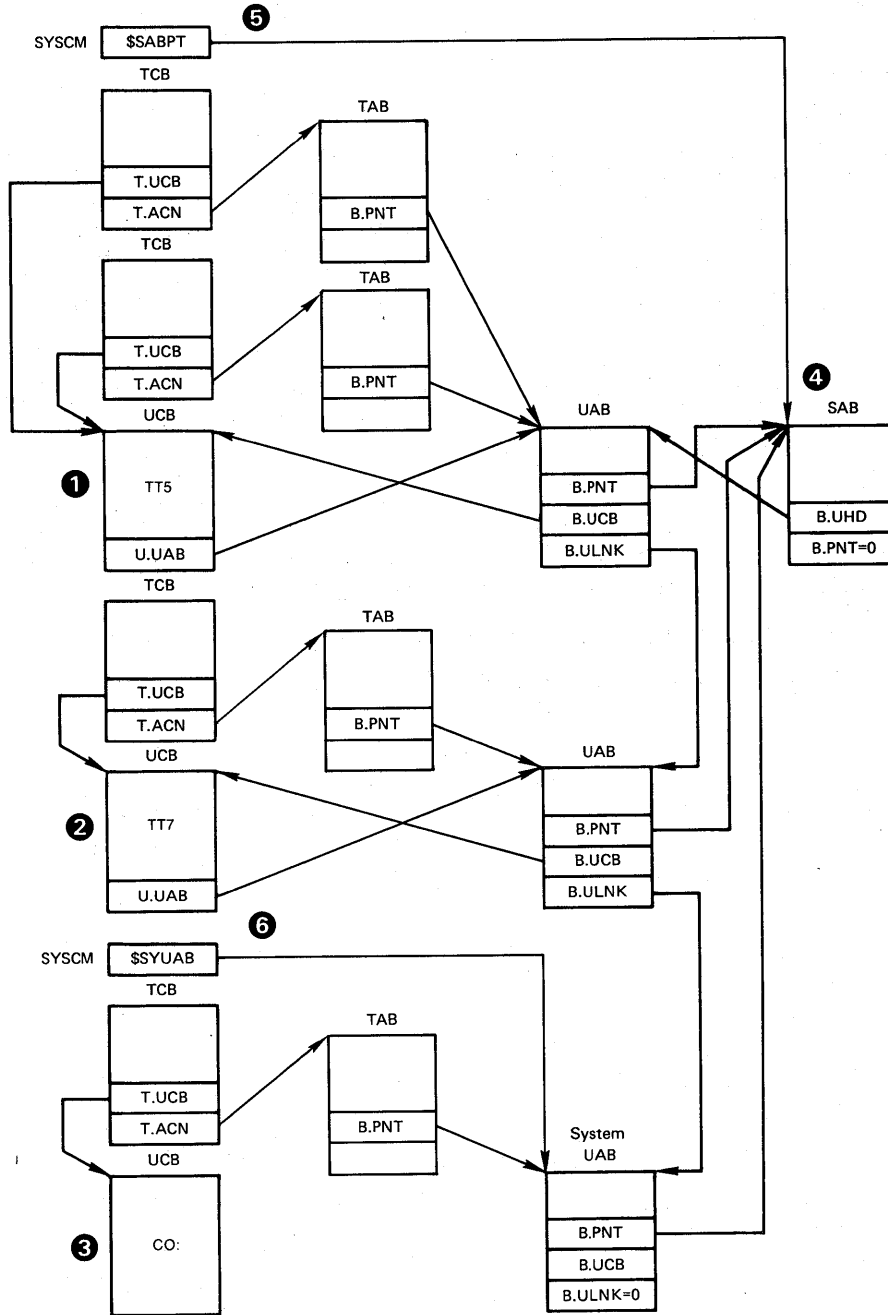 5
SYSCM $SABPT
TCB
TAB
T.UCB
T.ACN
B.PNT
TCB
TAB
T.UCB
T.ACN
B.PNT
4
UCB
UAB
SAB
1
TT5
B.PNT
B.UCB
B.UHD
U.UAB
B.ULNK
B.PNT=0
TCB
TAB
T.UCB
T.ACN
B.PNT
UCB
UAB
2
TT7
B.PNT
B.UCB
U.UAB
B.ULNK
6
SYSCM $SYUAB
TCB
TAB
T.UCB
T.ACN
B.PNT
System
UAB
UCB
3
CO:
B.PNT
B.UCB
B.ULNK=0